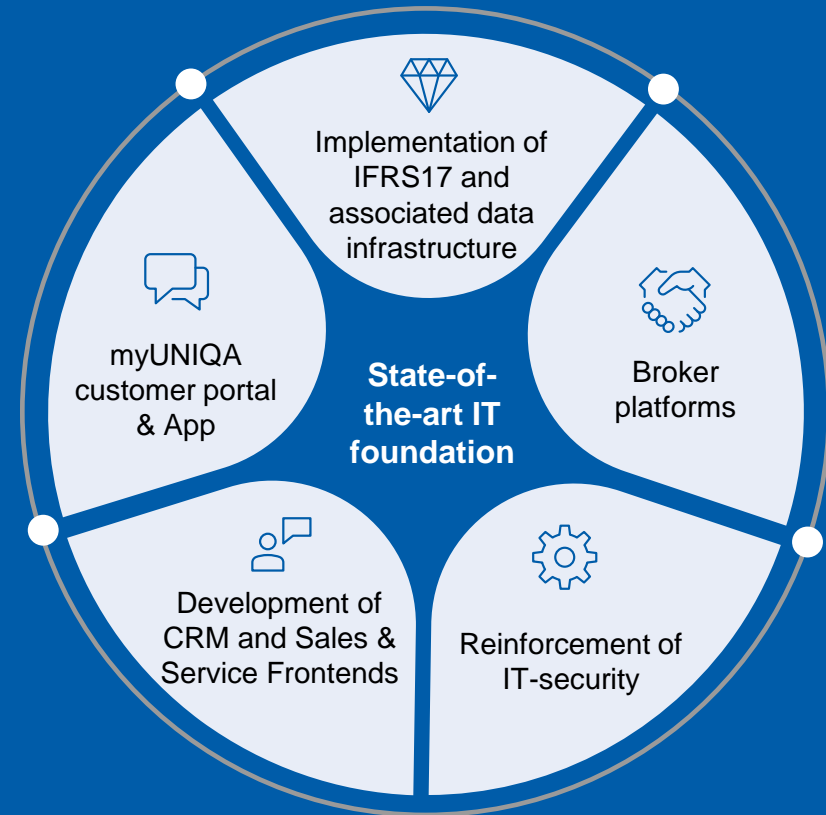 Implementation of
IFRS17 and
associated data
infrastructure
myUNIQA
customer portal
& App
State-of-
the-art IT
foundation
Broker
platforms
Development of
CRM and Sales &
Service Frontends
Reinforcement of
IT-security